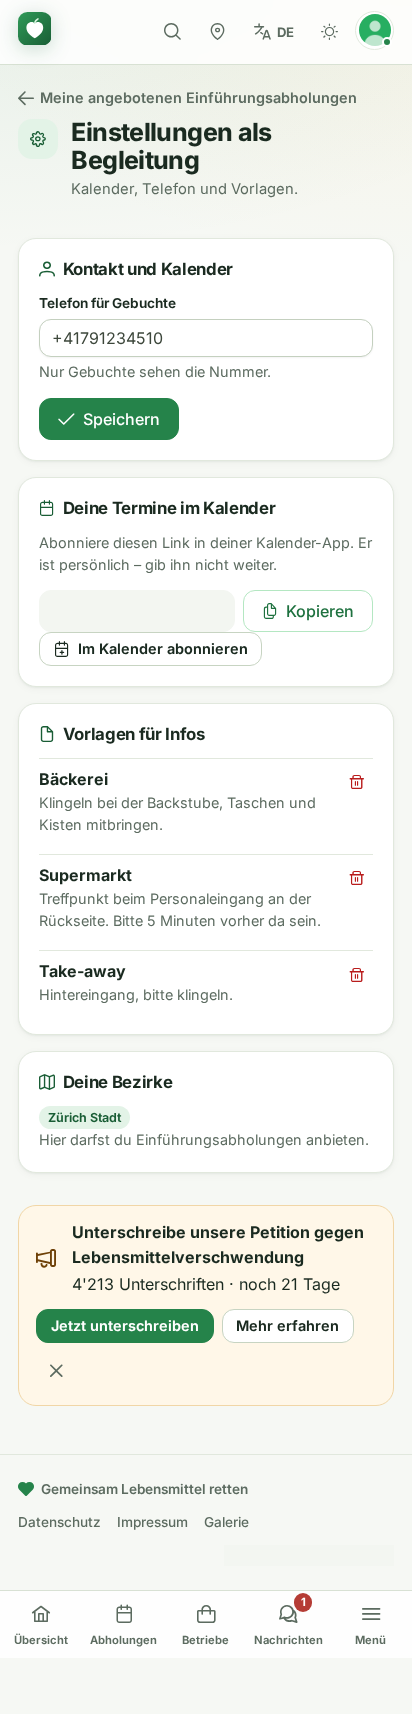 DE
Meine angebotenen Einführungsabholungen
Einstellungen als
Begleitung
Kalender, Telefon und Vorlagen.
Kontakt und Kalender
Telefon für Gebuchte
+41791234510
Nur Gebuchte sehen die Nummer.
Speichern
Deine Termine im Kalender
Abonniere diesen Link in deiner Kalender-App. Er
ist persönlich – gib ihn nicht weiter.
Kopieren
Im Kalender abonnieren
Vorlagen für Infos
Bäckerei
Klingeln bei der Backstube, Taschen und
Kisten mitbringen.
Supermarkt
Treffpunkt beim Personaleingang an der
Rückseite. Bitte 5 Minuten vorher da sein.
Take-away
Hintereingang, bitte klingeln.
Deine Bezirke
Zürich Stadt
Hier darfst du Einführungsabholungen anbieten.
Unterschreibe unsere Petition gegen
Lebensmittelverschwendung
4'213 Unterschriften · noch 21 Tage
Jetzt unterschreiben Mehr erfahren
Gemeinsam Lebensmittel retten
Datenschutz Impressum Galerie
1
Übersicht Abholungen Betriebe Nachrichten Menü